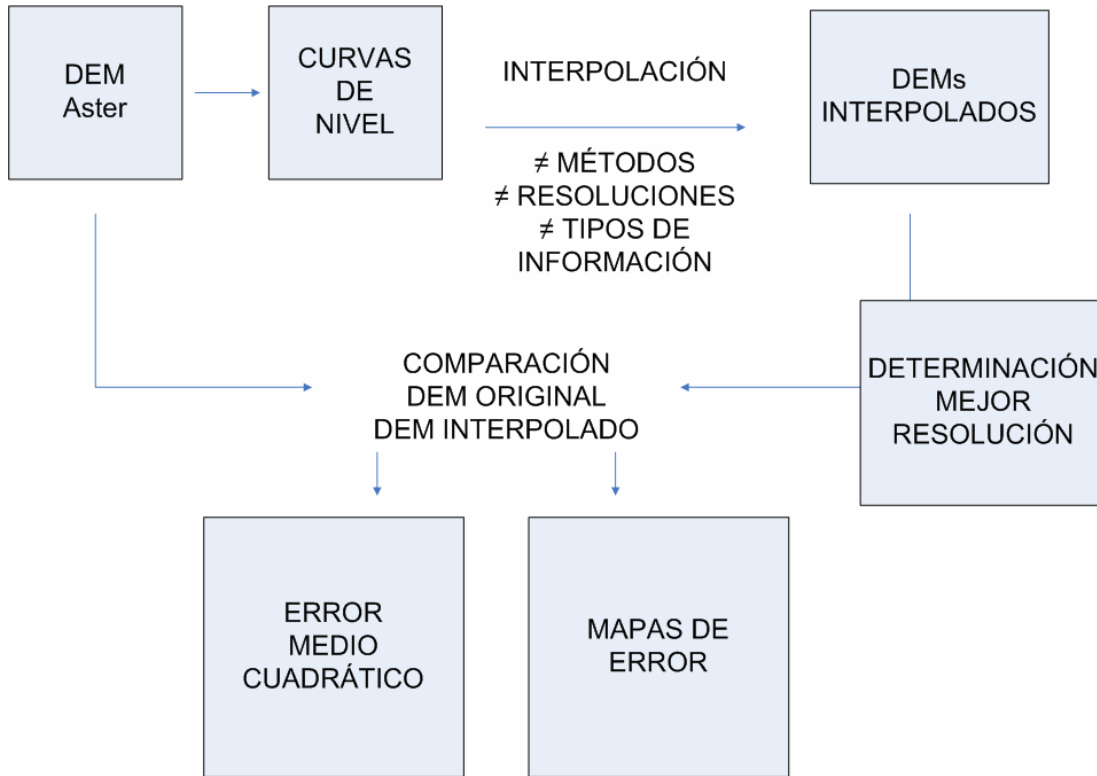 DEM
Aster
CURVAS
DE
NIVEL
INTERPOLACIÓN
≠ MÉTODOS
≠ RESOLUCIONES
≠ TIPOS DE
INFORMACIÓN
DEMs
INTERPOLADOS
COMPARACIÓN
DEM ORIGINAL
DEM INTERPOLADO
DETERMINACIÓN
MEJOR
RESOLUCIÓN
ERROR
MEDIO
CUADRÁTICO
MAPAS DE
ERROR